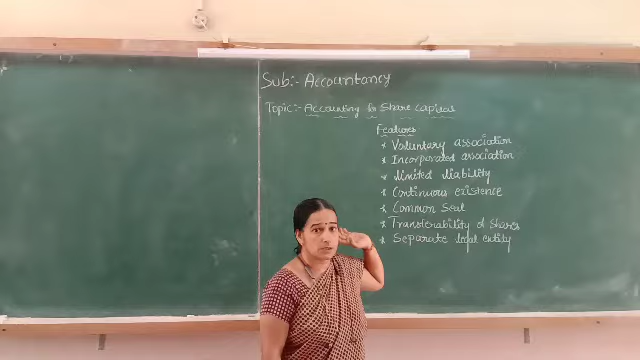 Sub:- Accountancy
Topic:- Accounting for Share Capital
Features
* Voluntary association
* Incorporated association
* limited liability
* Continuous existence
* Common Seal
* Transferability of Shares
* Separate legal entity